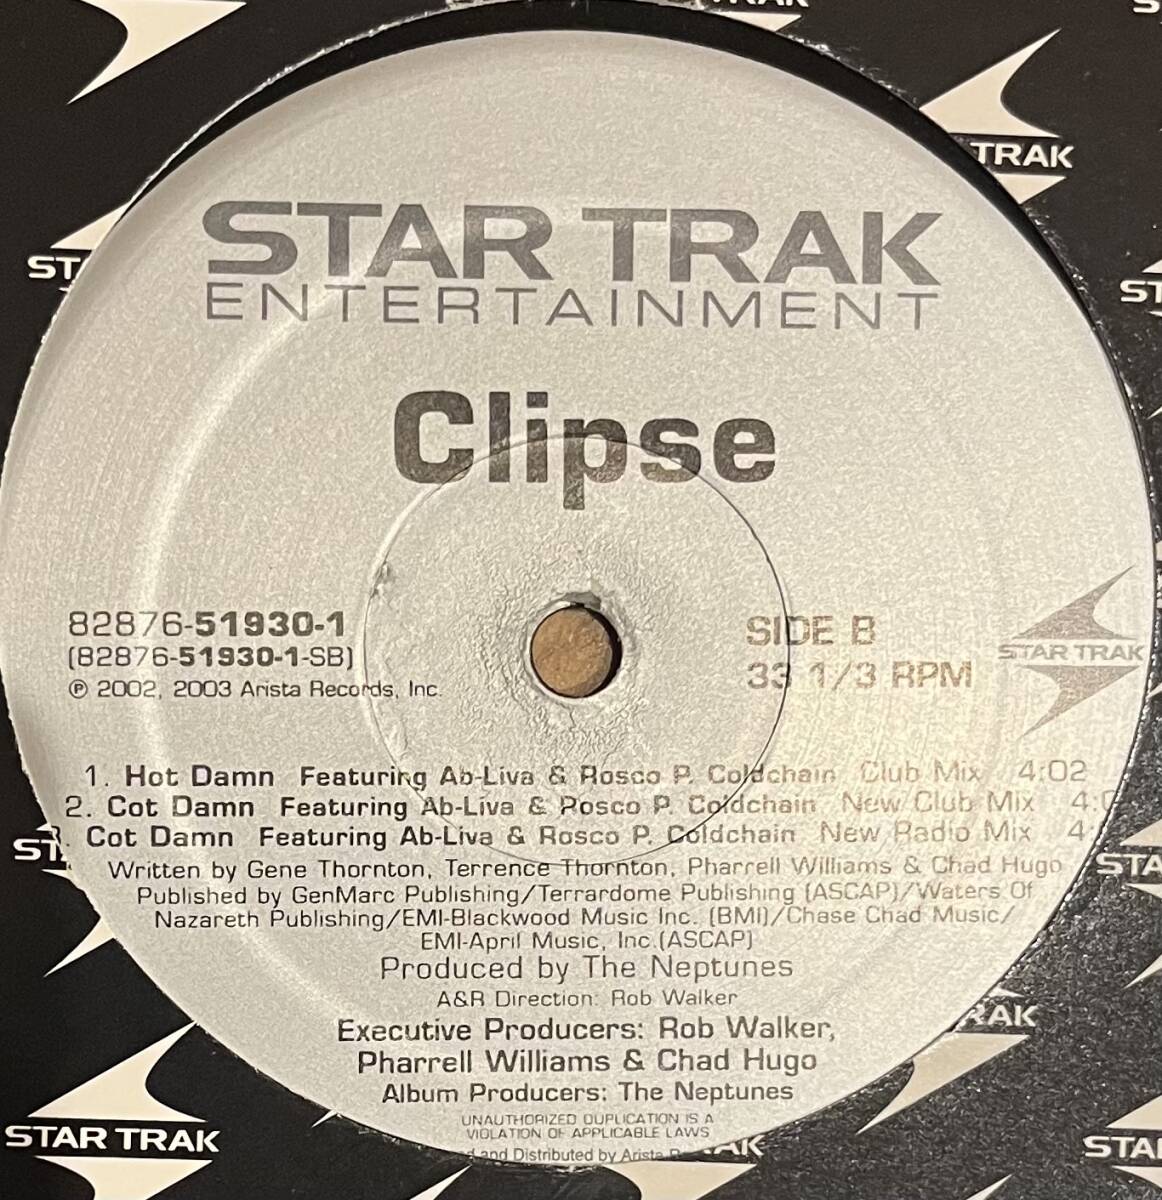 STAR TRAK
ENTERTAINMENT
Clipse
82876-51930-1
(82876-51930-1-SB)
℗ 2002, 2003 Arista Records, Inc.
SIDE B
33 1/3 RPM
STAR TRAK
1. Hot Damn Featuring Ab-Liva & Rosco P. Coldchain Club Mix 4:02
2. Cot Damn Featuring Ab-Liva & Rosco P. Coldchain New Club Mix
3. Cot Damn Featuring Ab-Liva & Rosco P. Coldchain New Radio Mix
Written by Gene Thornton, Terrence Thornton, Pharrell Williams & Chad Hugo
Published by GenMarc Publishing/Terrardome Publishing (ASCAP)/Waters Of
Nazareth Publishing/EMI-Blackwood Music Inc. (BMI)/Chase Chad Music/
EMI-April Music, Inc.(ASCAP)
Produced by The Neptunes
A&R Direction: Rob Walker
Executive Producers: Rob Walker,
Pharrell Williams & Chad Hugo
Album Producers: The Neptunes
UNAUTHORIZED DUPLICATION IS A
VIOLATION OF APPLICABLE LAWS
and Distributed by Arista
TRAK
STAR TRAK